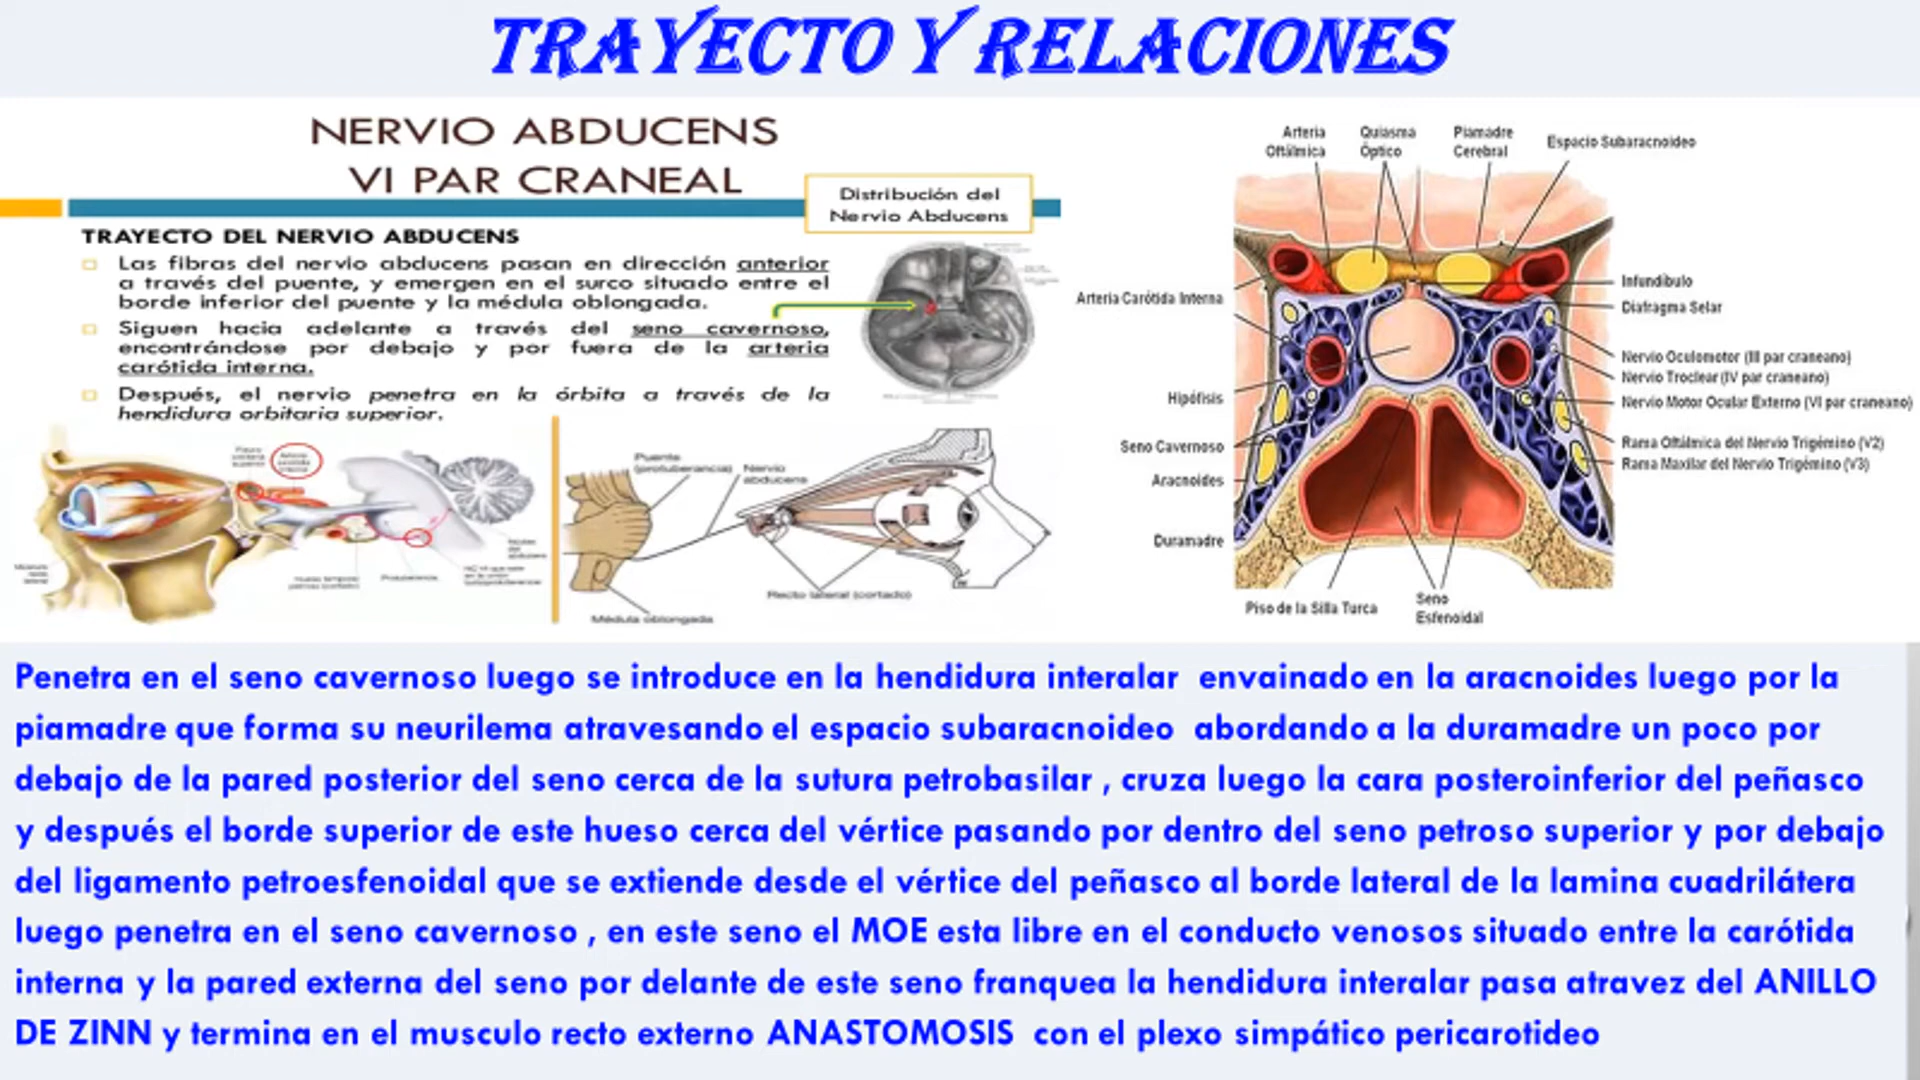 TRAYECTO Y RELACIONES
NERVIO ABDUCENS
VI PAR CRANEAL
Distribución del
Nervio Abducens
TRAYECTO DEL NERVIO ABDUCENS
Las fibras del nervio abducens pasan en dirección anterior
a través del puente, y emergen en el surco situado entre el
borde inferior del puente y la médula oblongada.
Siguen hacia adelante a través del seno cavernoso,
encontrándose por debajo y por fuera de la arteria
carótida interna.
Después, el nervio penetra en la órbita a través de la
hendidura orbitaria superior.
Puente
(protuberancia)
Nervio
abducens
Recto lateral (cortado)
Médula oblongada
Protuberancia
Arteria
Oftálmica
Quiasma
Óptico
Piamadre
Cerebral
Espacio Subaracnoideo
Arteria Carótida Interna
Hipófisis
Seno Cavernoso
Aracnoides
Duramadre
Infundíbulo
Diafragma Selar
Nervio Oculomotor (III par craneano)
Nervio Troclear (IV par craneano)
Nervio Motor Ocular Externo (VI par craneano)
Rama Oftálmica del Nervio Trigémino (V2)
Rama Maxilar del Nervio Trigémino (V3)
Piso de la Silla Turca
Seno
Esfenoidal
Penetra en el seno cavernoso luego se introduce en la hendidura interalar envainado en la aracnoides luego por la
piamadre que forma su neurilema atravesando el espacio subaracnoideo abordando a la duramadre un poco por
debajo de la pared posterior del seno cerca de la sutura petrobasilar , cruza luego la cara posteroinferior del peñasco
y después el borde superior de este hueso cerca del vértice pasando por dentro del seno petroso superior y por debajo
del ligamento petroesfenoidal que se extiende desde el vértice del peñasco al borde lateral de la lamina cuadrilátera
luego penetra en el seno cavernoso , en este seno el MOE esta libre en el conducto venosos situado entre la carótida
interna y la pared externa del seno por delante de este seno franquea la hendidura interalar pasa atravez del ANILLO
DE ZINN y termina en el musculo recto externo ANASTOMOSIS con el plexo simpático pericarotideo